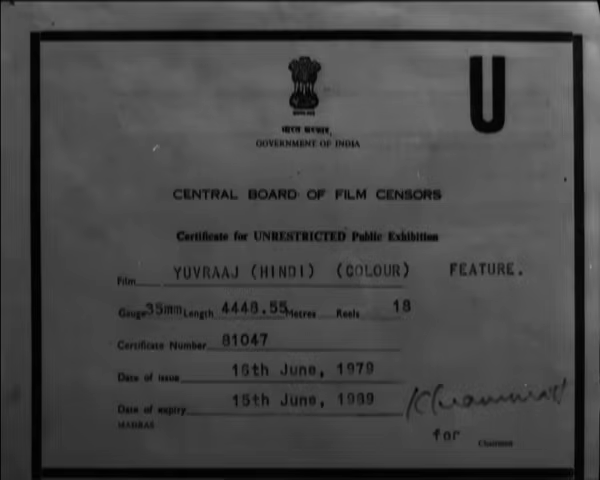 U
भारत सरकार
GOVERNMENT OF INDIA
CENTRAL BOARD OF FILM CENSORS
Certificate for UNRESTRICTED Public Exhibition
Film YUVRAAJ (HINDI) (COLOUR) FEATURE.
Gauge 35mm Length 4448.55 Metres Reels 18
Certificate Number 81047
Date of issue 16th June, 1979
Date of expiry 15th June, 1989
MADRAS
for Chairman